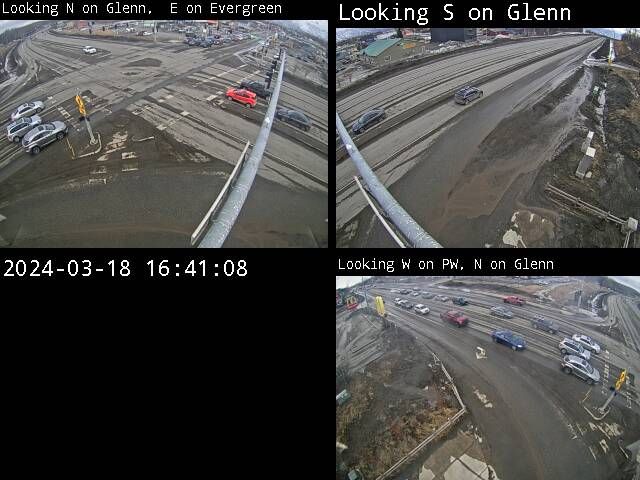 Looking N on Glenn,  E on Evergreen
Looking S on Glenn
2024-03-18 16:41:08
Looking W on PW, N on Glenn